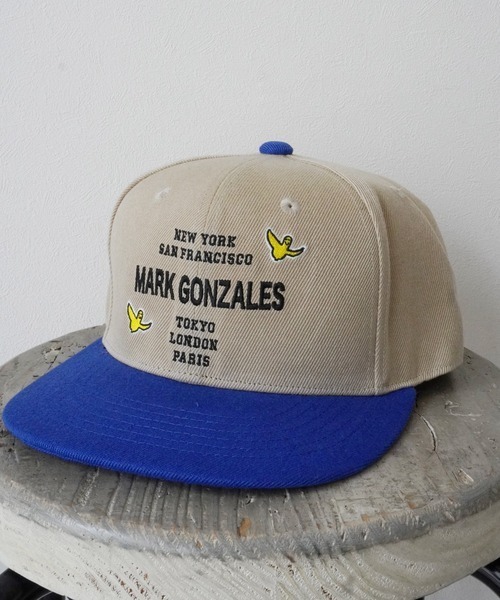 NEW YORK
SAN FRANCISCO
MARK GONZALES
TOKYO
LONDON
PARIS